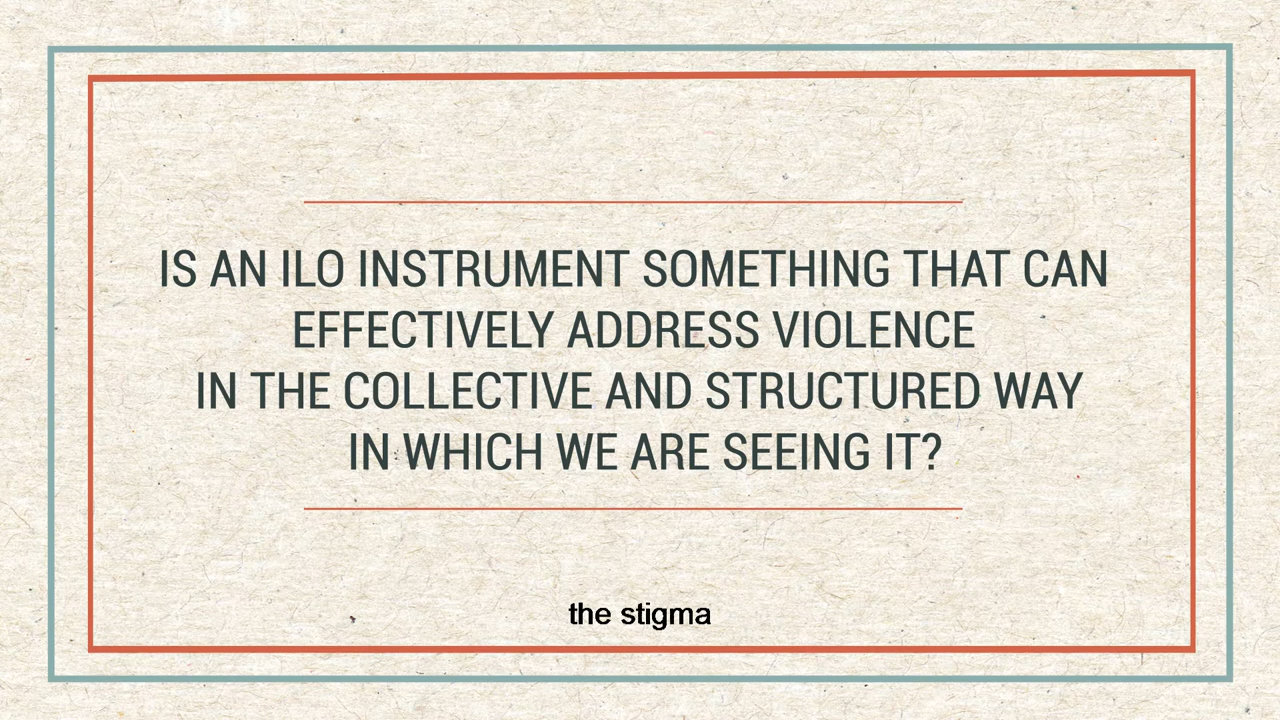 IS AN ILO INSTRUMENT SOMETHING THAT CAN
EFFECTIVELY ADDRESS VIOLENCE
IN THE COLLECTIVE AND STRUCTURED WAY
IN WHICH WE ARE SEEING IT?
the stigma